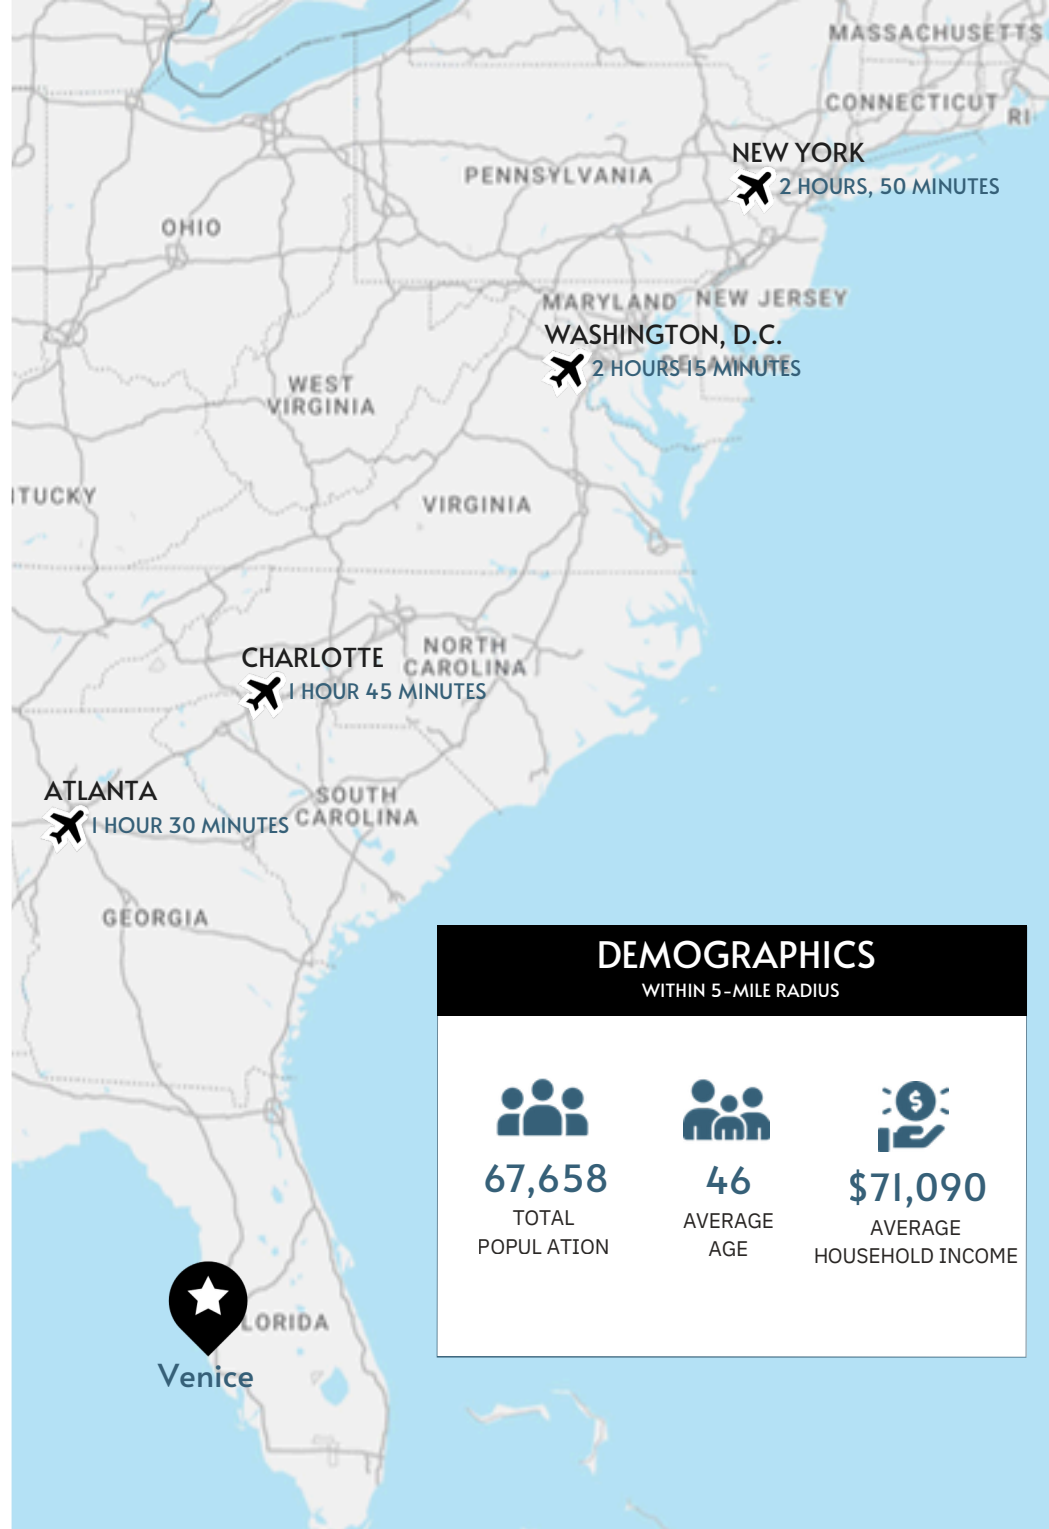 MASSACHUSETTS
CONNECTICUT
RI
NEW YORK
2 HOURS, 50 MINUTES
PENNSYLVANIA
OHIO
MARYLAND
NEW JERSEY
WASHINGTON, D.C.
2 HOURS 15 MINUTES
DELAWARE
WEST
VIRGINIA
NTUCKY
VIRGINIA
NORTH
CAROLINA
CHARLOTTE
1 HOUR 45 MINUTES
ATLANTA
1 HOUR 30 MINUTES
SOUTH
CAROLINA
GEORGIA
DEMOGRAPHICS
WITHIN 5-MILE RADIUS
67,658
TOTAL
POPUL ATION
46
AVERAGE
AGE
$71,090
AVERAGE
HOUSEHOLD INCOME
LORIDA
Venice